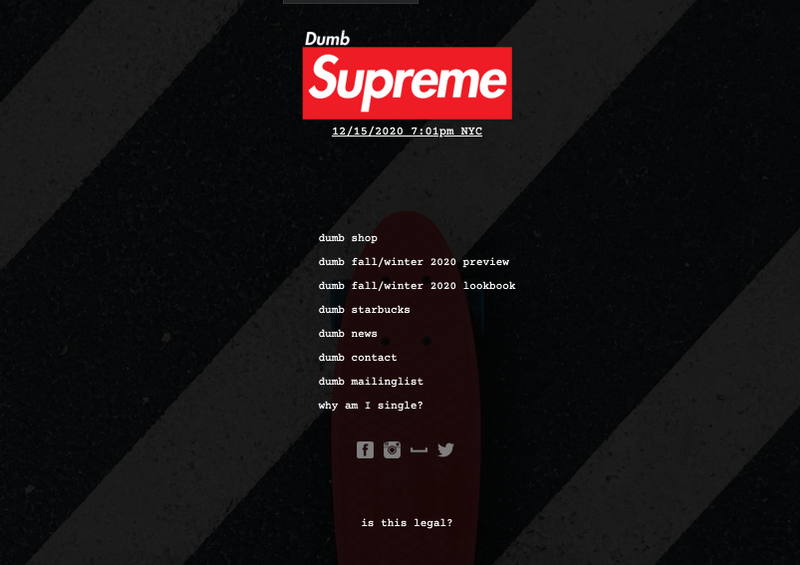 Dumb
Supreme
12/15/2020 7:01pm NYC
dumb shop
dumb fall/winter 2020 preview
dumb fall/winter 2020 lookbook
dumb starbucks
dumb news
dumb contact
dumb mailinglist
why am I single?
is this legal?